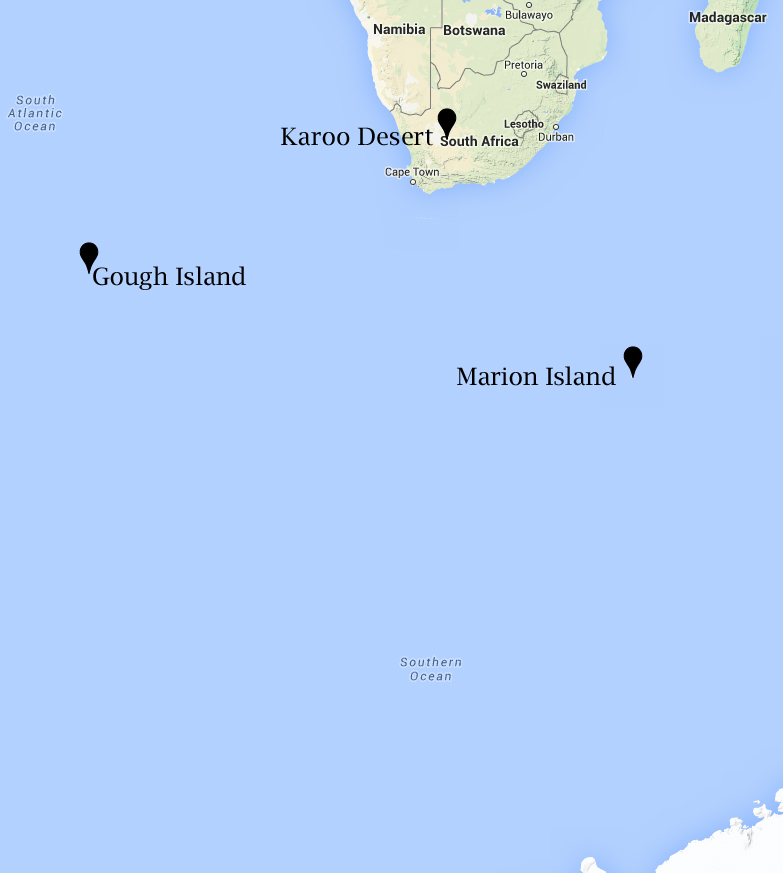 Bulawayo
Madagascar
Namibia
Botswana
Pretoria
Swaziland
South
Atlantic
Ocean
Lesotho
Karoo Desert
Durban
South Africa
Cape Town
Gough Island
Marion Island
Southern
Ocean